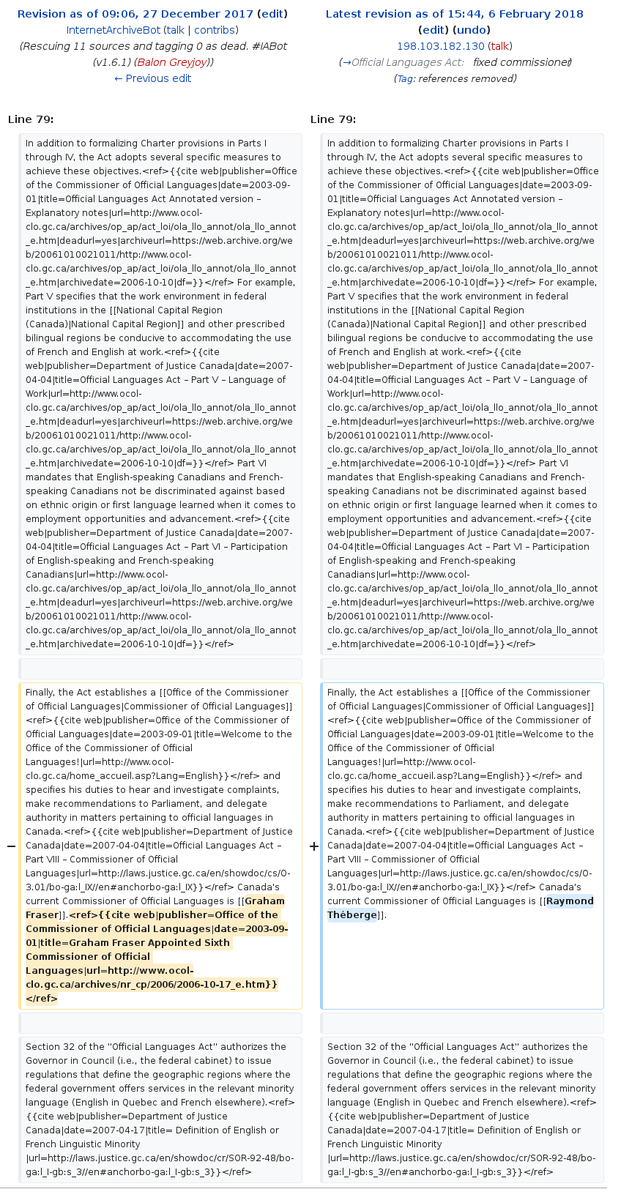 Revision as of 09:06, 27 December 2017 (edit)
InternetArchiveBot (talk | contribs)
(Rescuing 11 sources and tagging 0 as dead. #IABot
(v1.6.1) (Balon Greyjoy))
← Previous edit
Latest revision as of 15:44, 6 February 2018
(edit) (undo)
198.103.182.130 (talk)
(→Official Languages Act: fixed commissioner)
(Tag: references removed)
Line 79:
In addition to formalizing Charter provisions in Parts I
through IV, the Act adopts several specific measures to
achieve these objectives.<ref>{{cite web|publisher=Office
of the Commissioner of Official Languages|date=2003-09-
01|title=Official Languages Act Annotated version –
Explanatory notes|url=http://www.ocol-
clo.gc.ca/archives/op_ap/act_loi/ola_llo_annot/ola_llo_annot
_e.htm|deadurl=yes|archiveurl=https://web.archive.org/we
b/20061010021011/http://www.ocol-
clo.gc.ca/archives/op_ap/act_loi/ola_llo_annot/ola_llo_annot
_e.htm|archivedate=2006-10-10|df=}}</ref> For example,
Part V specifies that the work environment in federal
institutions in the [[National Capital Region
(Canada)|National Capital Region]] and other prescribed
bilingual regions be conducive to accommodating the use
of French and English at work.<ref>{{cite
web|publisher=Department of Justice Canada|date=2007-
04-04|title=Official Languages Act – Part V – Language of
Work|url=http://www.ocol-
clo.gc.ca/archives/op_ap/act_loi/ola_llo_annot/ola_llo_annot
_e.htm|deadurl=yes|archiveurl=https://web.archive.org/we
b/20061010021011/http://www.ocol-
clo.gc.ca/archives/op_ap/act_loi/ola_llo_annot/ola_llo_annot
_e.htm|archivedate=2006-10-10|df=}}</ref> Part VI
mandates that English-speaking Canadians and French-
speaking Canadians not be discriminated against based
on ethnic origin or first language learned when it comes to
employment opportunities and advancement.<ref>{{cite
web|publisher=Department of Justice Canada|date=2007-
04-04|title=Official Languages Act – Part VI – Participation
of English-speaking and French-speaking
Canadians|url=http://www.ocol-
clo.gc.ca/archives/op_ap/act_loi/ola_llo_annot/ola_llo_annot
_e.htm|deadurl=yes|archiveurl=https://web.archive.org/we
b/20061010021011/http://www.ocol-
clo.gc.ca/archives/op_ap/act_loi/ola_llo_annot/ola_llo_annot
_e.htm|archivedate=2006-10-10|df=}}</ref>
−
Finally, the Act establishes a [[Office of the Commissioner
of Official Languages|Commissioner of Official Languages]]
<ref>{{cite web|publisher=Office of the Commissioner of
Official Languages|date=2003-09-01|title=Welcome to the
Office of the Commissioner of Official
Languages!|url=http://www.ocol-
clo.gc.ca/home_accueil.asp?Lang=English}}</ref> and
specifies his duties to hear and investigate complaints,
make recommendations to Parliament, and delegate
authority in matters pertaining to official languages in
Canada.<ref>{{cite web|publisher=Department of Justice
Canada|date=2007-04-04|title=Official Languages Act –
Part VIII – Commissioner of Official
Languages|url=http://laws.justice.gc.ca/en/showdoc/cs/O-
3.01/bo-ga:l_IX//en#anchorbo-ga:l_IX}}</ref> Canada's
current Commissioner of Official Languages is [[Graham
Fraser]].<ref>{{cite web|publisher=Office of the
Commissioner of Official Languages|date=2003-09-
01|title=Graham Fraser Appointed Sixth
Commissioner of Official
Languages|url=http://www.ocol-
clo.gc.ca/archives/nr_cp/2006/2006-10-17_e.htm}}
</ref>
Section 32 of the "Official Languages Act" authorizes the
Governor in Council (i.e., the federal cabinet) to issue
regulations that define the geographic regions where the
federal government offers services in the relevant minority
language (English in Quebec and French elsewhere).<ref>
{{cite web|publisher=Department of Justice
Canada|date=2007-04-17|title= Definition of English or
French Linguistic Minority
|url=http://laws.justice.gc.ca/en/showdoc/cr/SOR-92-48/bo-
ga:l_I-gb:s_3//en#anchorbo-ga:l_I-gb:s_3}}</ref>
Line 79:
In addition to formalizing Charter provisions in Parts I
through IV, the Act adopts several specific measures to
achieve these objectives.<ref>{{cite web|publisher=Office
of the Commissioner of Official Languages|date=2003-09-
01|title=Official Languages Act Annotated version –
Explanatory notes|url=http://www.ocol-
clo.gc.ca/archives/op_ap/act_loi/ola_llo_annot/ola_llo_annot
_e.htm|deadurl=yes|archiveurl=https://web.archive.org/we
b/20061010021011/http://www.ocol-
clo.gc.ca/archives/op_ap/act_loi/ola_llo_annot/ola_llo_annot
_e.htm|archivedate=2006-10-10|df=}}</ref> For example,
Part V specifies that the work environment in federal
institutions in the [[National Capital Region
(Canada)|National Capital Region]] and other prescribed
bilingual regions be conducive to accommodating the use
of French and English at work.<ref>{{cite
web|publisher=Department of Justice Canada|date=2007-
04-04|title=Official Languages Act – Part V – Language of
Work|url=http://www.ocol-
clo.gc.ca/archives/op_ap/act_loi/ola_llo_annot/ola_llo_annot
_e.htm|deadurl=yes|archiveurl=https://web.archive.org/we
b/20061010021011/http://www.ocol-
clo.gc.ca/archives/op_ap/act_loi/ola_llo_annot/ola_llo_annot
_e.htm|archivedate=2006-10-10|df=}}</ref> Part VI
mandates that English-speaking Canadians and French-
speaking Canadians not be discriminated against based
on ethnic origin or first language learned when it comes to
employment opportunities and advancement.<ref>{{cite
web|publisher=Department of Justice Canada|date=2007-
04-04|title=Official Languages Act – Part VI – Participation
of English-speaking and French-speaking
Canadians|url=http://www.ocol-
clo.gc.ca/archives/op_ap/act_loi/ola_llo_annot/ola_llo_annot
_e.htm|deadurl=yes|archiveurl=https://web.archive.org/we
b/20061010021011/http://www.ocol-
clo.gc.ca/archives/op_ap/act_loi/ola_llo_annot/ola_llo_annot
_e.htm|archivedate=2006-10-10|df=}}</ref>
+
Finally, the Act establishes a [[Office of the Commissioner
of Official Languages|Commissioner of Official Languages]]
<ref>{{cite web|publisher=Office of the Commissioner of
Official Languages|date=2003-09-01|title=Welcome to the
Office of the Commissioner of Official
Languages!|url=http://www.ocol-
clo.gc.ca/home_accueil.asp?Lang=English}}</ref> and
specifies his duties to hear and investigate complaints,
make recommendations to Parliament, and delegate
authority in matters pertaining to official languages in
Canada.<ref>{{cite web|publisher=Department of Justice
Canada|date=2007-04-04|title=Official Languages Act –
Part VIII – Commissioner of Official
Languages|url=http://laws.justice.gc.ca/en/showdoc/cs/O-
3.01/bo-ga:l_IX//en#anchorbo-ga:l_IX}}</ref> Canada's
current Commissioner of Official Languages is [[Raymond
Théberge]].
Section 32 of the "Official Languages Act" authorizes the
Governor in Council (i.e., the federal cabinet) to issue
regulations that define the geographic regions where the
federal government offers services in the relevant minority
language (English in Quebec and French elsewhere).<ref>
{{cite web|publisher=Department of Justice
Canada|date=2007-04-17|title= Definition of English or
French Linguistic Minority
|url=http://laws.justice.gc.ca/en/showdoc/cr/SOR-92-48/bo-
ga:l_I-gb:s_3//en#anchorbo-ga:l_I-gb:s_3}}</ref>